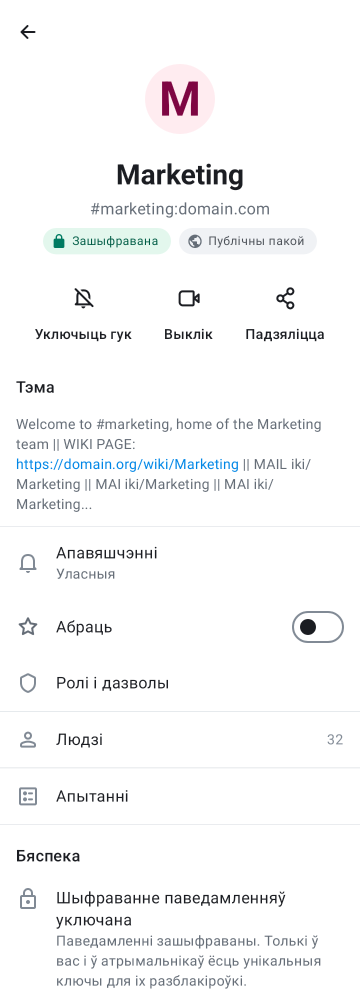 M
Marketing
#marketing:domain.com
Зашыфравана
Публічны пакой
Уключыць гук
Выклік
Падзяліцца
Тэма
Welcome to #marketing, home of the Marketing
team || WIKI PAGE:
https://domain.org/wiki/Marketing || MAIL iki/
Marketing || MAI iki/Marketing || MAI iki/
Marketing...
Апавяшчэнні
Уласныя
Абраць
Ролі і дазволы
Людзі 32
Апытанні
Бяспека
Шыфраванне паведамленняў
уключана
Паведамленні зашыфраваны. Толькі ў
вас і ў атрымальнікаў ёсць унікальныя
ключы для іх разблакіроўкі.